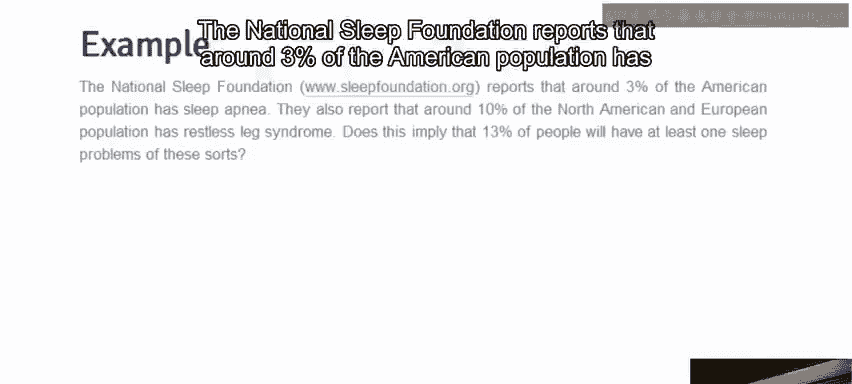 Example
The National Sleep Foundation reports that
around 3% of the American population has
The National Sleep Foundation (www.sleepfoundation.org) reports that around 3% of the American
population has sleep apnea. They also report that around 10% of the North American and European
population has restless leg syndrome. Does this imply that 13% of people will have at least one sleep
problems of these sorts?